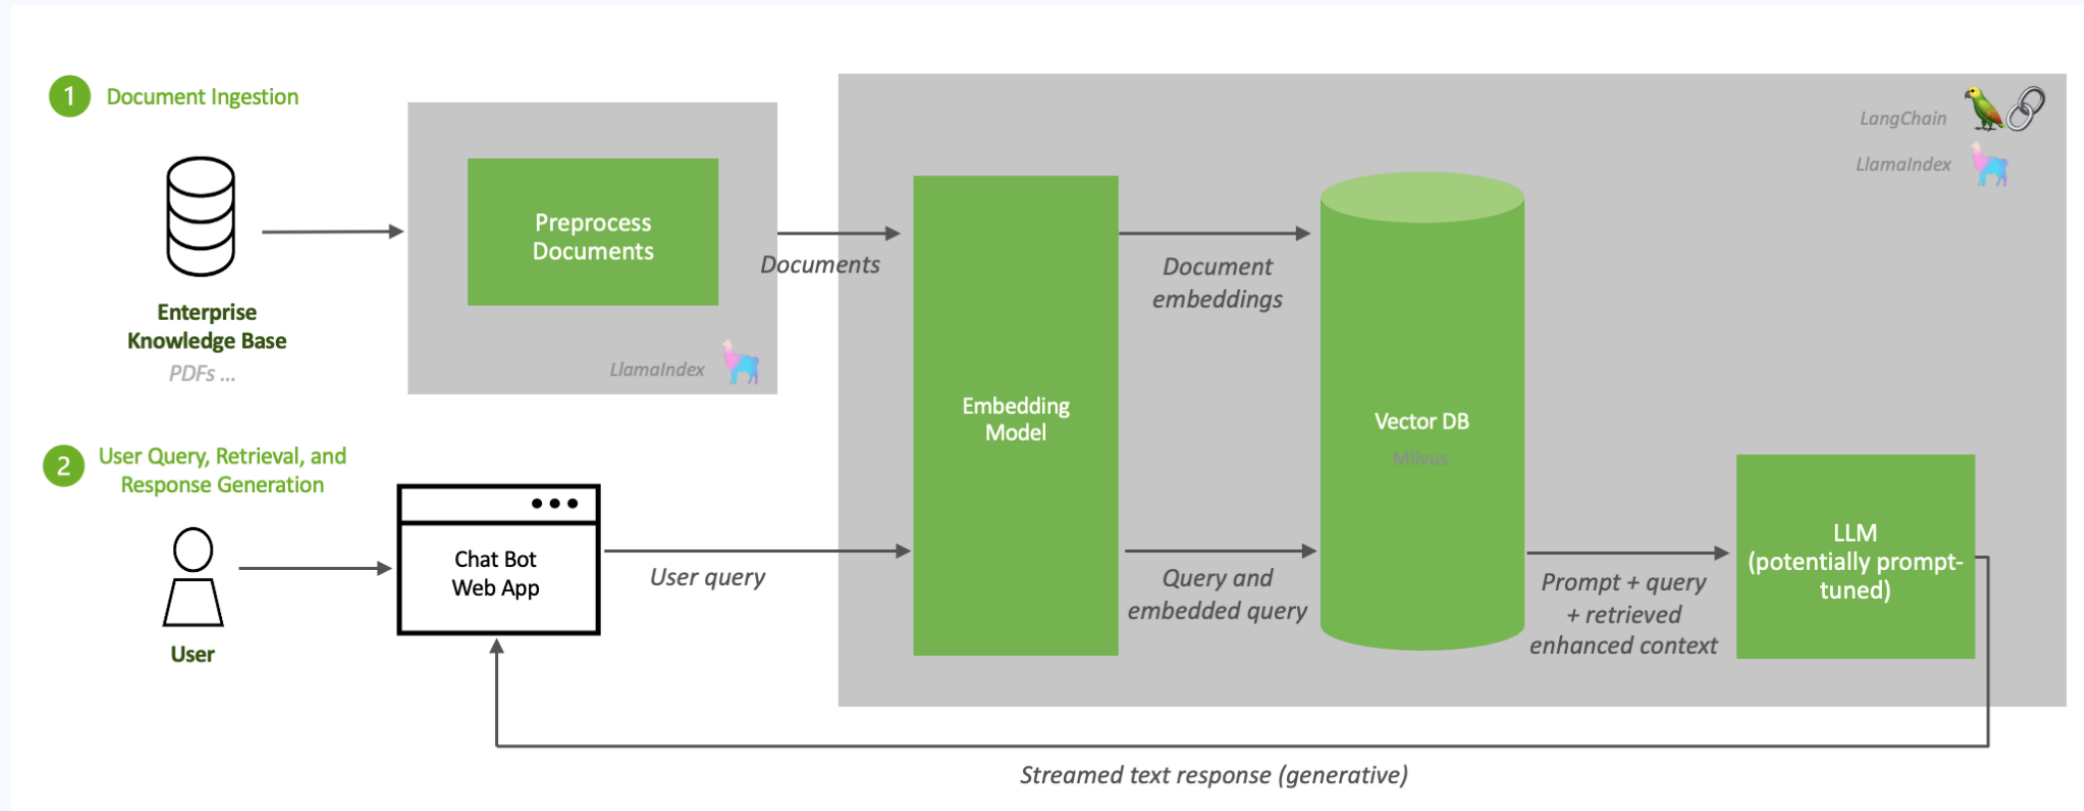 1
Document Ingestion
Enterprise
Knowledge Base
PDFs ...
Preprocess
Documents
LlamaIndex
Documents
LangChain
LlamaIndex
Embedding
Model
Document
embeddings
Vector DB
Milvus
2
User Query, Retrieval, and
Response Generation
User
Chat Bot
Web App
User query
Query and
embedded query
Prompt + query
+ retrieved
enhanced context
LLM
(potentially prompt-
tuned)
Streamed text response (generative)